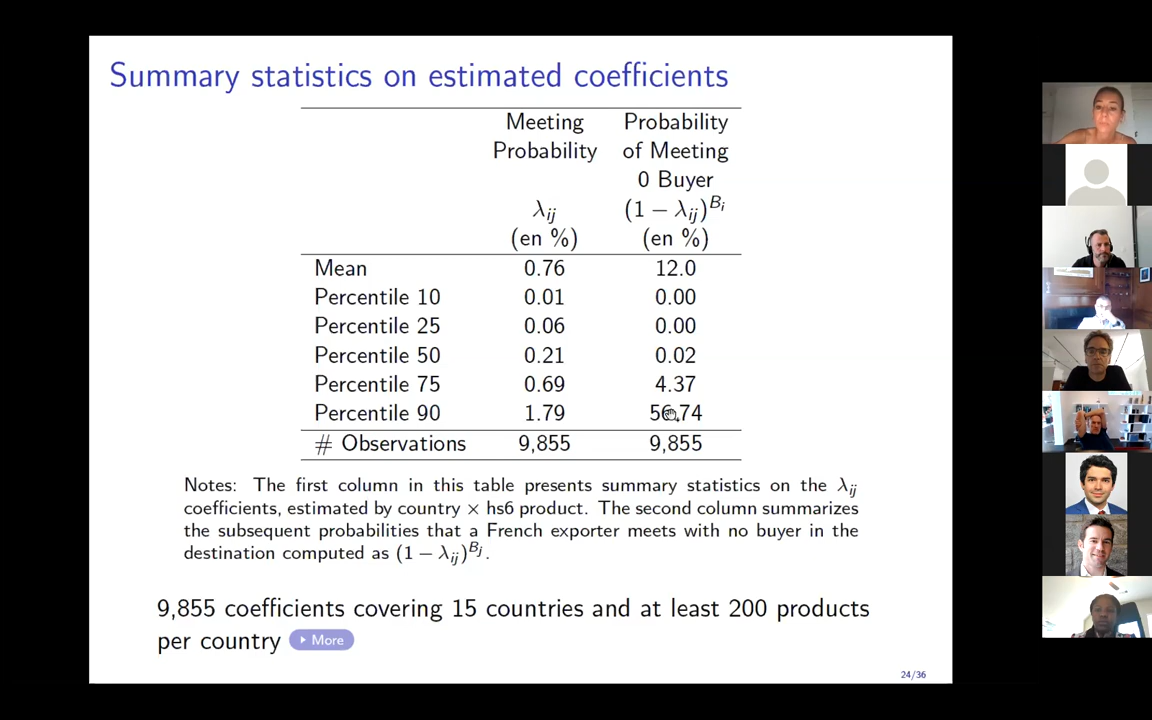 Summary statistics on estimated coefficients
Meeting Probability
Probability of Meeting 0 Buyer
λij (1 − λij)^Bi
(en %) (en %)
Mean 0.76 12.0
Percentile 10 0.01 0.00
Percentile 25 0.06 0.00
Percentile 50 0.21 0.02
Percentile 75 0.69 4.37
Percentile 90 1.79 56.74
# Observations 9,855 9,855
Notes: The first column in this table presents summary statistics on the λij
coefficients, estimated by country × hs6 product. The second column summarizes
the subsequent probabilities that a French exporter meets with no buyer in the
destination computed as (1 − λij)^Bj.
9,855 coefficients covering 15 countries and at least 200 products
per country More
24/36